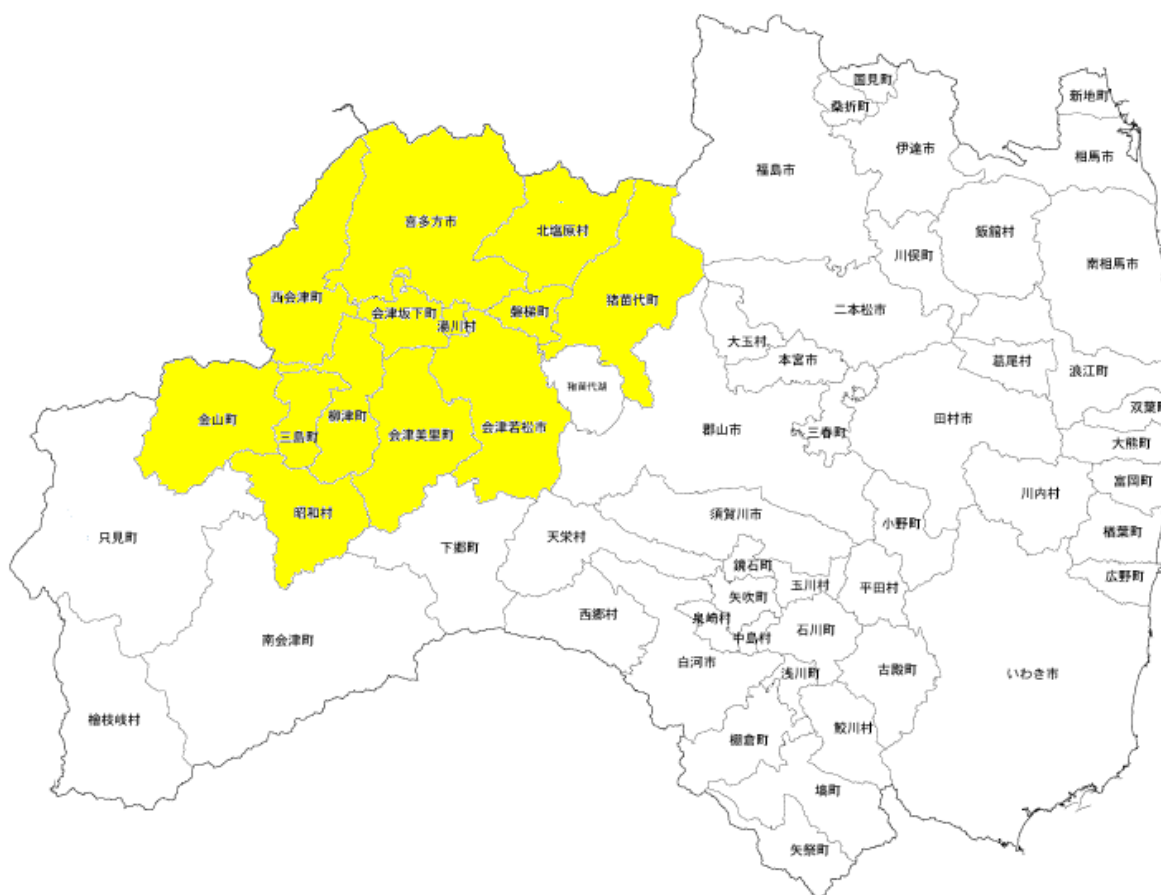 国見町
桑折町
新地町
伊達市
相馬市
福島市
喜多方市
北塩原村
飯舘村
川俣町
南相馬市
西会津町
猪苗代町
会津坂下町
湯川村
磐梯町
二本松市
大玉村
本宮市
葛尾村
浪江町
猪苗代湖
双葉町
金山町
三島町
柳津町
会津美里町
会津若松市
郡山市
三春町
田村市
大熊町
富岡町
昭和村
川内村
須賀川市
小野町
只見町
下郷町
天栄村
楢葉町
鏡石町
玉川村
平田村
広野町
矢吹町
西郷村
泉崎村
中島村
石川町
南会津町
白河市
浅川町
古殿町
いわき市
檜枝岐村
棚倉町
鮫川村
塙町
矢祭町